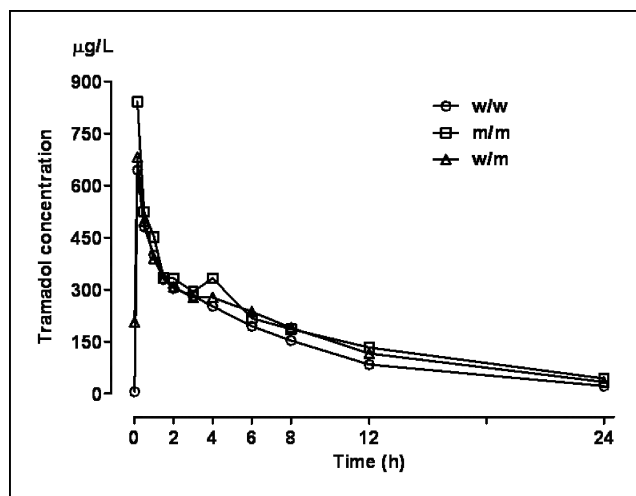 µg/L
900
750
600
450
300
150
0
Tramadol concentration
w/w
m/m
w/m
0 2 4 6 8 12 24
Time (h)